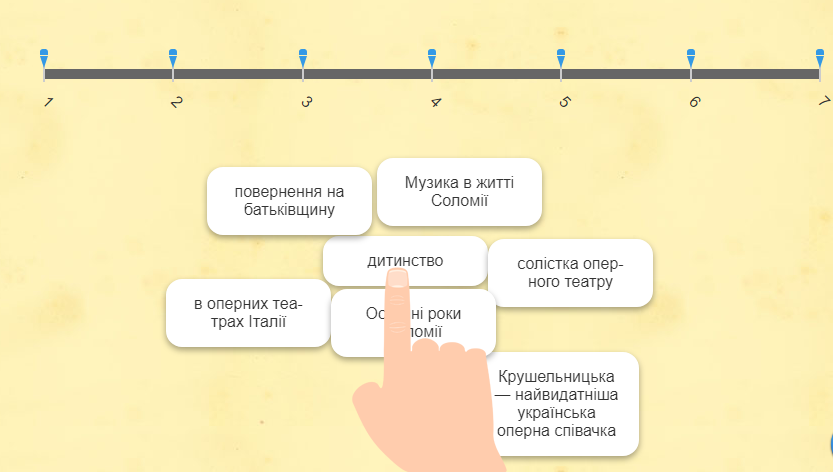 1
2
3
4
5
6
7
повернення на
батьківщину
Музика в житті
Соломії
дитинство
солістка опер-
ного театру
в оперних теа-
трах Італії
роки
Крушельницька
— найвидатніша
українська
оперна співачка